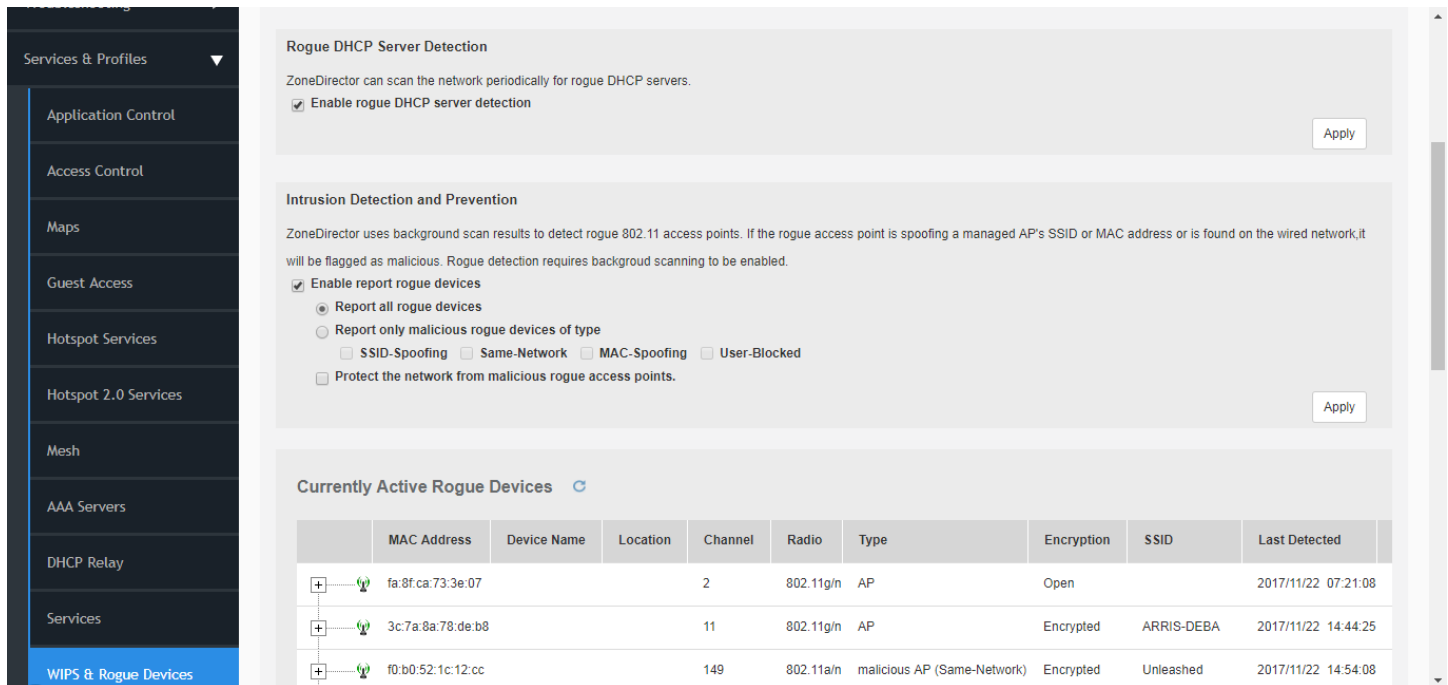 Services & Profiles
Application Control
Access Control
Maps
Guest Access
Hotspot Services
Hotspot 2.0 Services
Mesh
AAA Servers
DHCP Relay
Services
WIPS & Rogue Devices
Rogue DHCP Server Detection
ZoneDirector can scan the network periodically for rogue DHCP servers.
Enable rogue DHCP server detection
Apply
Intrusion Detection and Prevention
ZoneDirector uses background scan results to detect rogue 802.11 access points. If the rogue access point is spoofing a managed AP's SSID or MAC address or is found on the wired network,it
will be flagged as malicious. Rogue detection requires backgroud scanning to be enabled.
Enable report rogue devices
Report all rogue devices
Report only malicious rogue devices of type
SSID-Spoofing Same-Network MAC-Spoofing User-Blocked
Protect the network from malicious rogue access points.
Apply
Currently Active Rogue Devices
MAC Address Device Name Location Channel Radio Type Encryption SSID Last Detected
fa:8f:ca:73:3e:07 2 802.11g/n AP Open 2017/11/22 07:21:08
3c:7a:8a:78:de:b8 11 802.11g/n AP Encrypted ARRIS-DEBA 2017/11/22 14:44:25
f0:b0:52:1c:12:cc 149 802.11a/n malicious AP (Same-Network) Encrypted Unleashed 2017/11/22 14:54:08